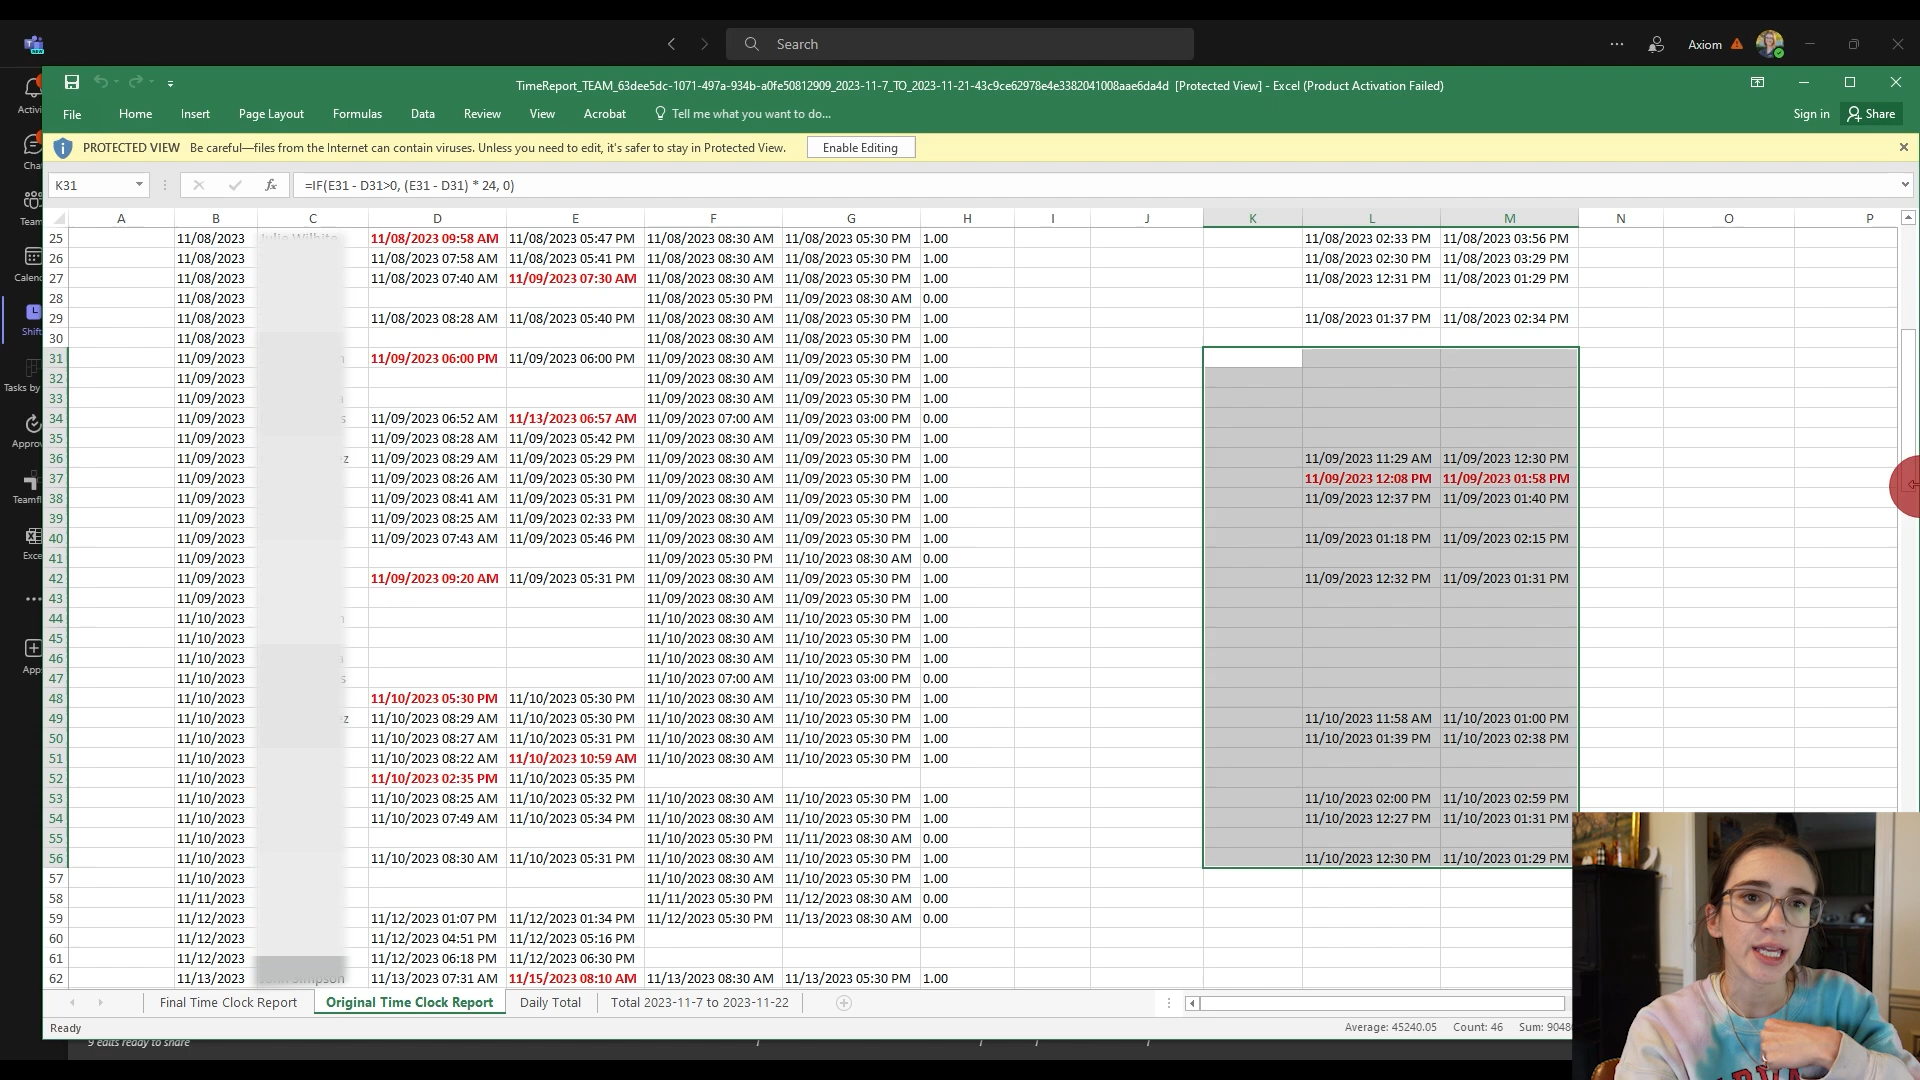 Search
Axiom
TimeReport_TEAM_63dee5dc-1071-497a-934b-a0fe50812909_2023-11-7_TO_2023-11-21-43c9ce62978e4e3382041008aae6da4d [Protected View] - Excel (Product Activation Failed)
File Home Insert Page Layout Formulas Data Review View Acrobat Tell me what you want to do... Sign in Share
PROTECTED VIEW Be careful—files from the Internet can contain viruses. Unless you need to edit, it's safer to stay in Protected View. Enable Editing
K31 fx =IF(E31 - D31>0, (E31 - D31) * 24, 0)
A B C D E F G H I J K L M N O P
25 11/08/2023 11/08/2023 09:58 AM 11/08/2023 05:47 PM 11/08/2023 08:30 AM 11/08/2023 05:30 PM 1.00 11/08/2023 02:33 PM 11/08/2023 03:56 PM
26 11/08/2023 11/08/2023 07:58 AM 11/08/2023 05:41 PM 11/08/2023 08:30 AM 11/08/2023 05:30 PM 1.00 11/08/2023 02:30 PM 11/08/2023 03:29 PM
27 11/08/2023 11/08/2023 07:40 AM 11/09/2023 07:30 AM 11/08/2023 08:30 AM 11/08/2023 05:30 PM 1.00 11/08/2023 12:31 PM 11/08/2023 01:29 PM
28 11/08/2023 11/08/2023 05:30 PM 11/09/2023 08:30 AM 0.00
29 11/08/2023 11/08/2023 08:28 AM 11/08/2023 05:40 PM 11/08/2023 08:30 AM 11/08/2023 05:30 PM 1.00 11/08/2023 01:37 PM 11/08/2023 02:34 PM
30 11/08/2023 11/08/2023 08:30 AM 11/08/2023 05:30 PM 1.00
31 11/09/2023 11/09/2023 06:00 PM 11/09/2023 06:00 PM 11/09/2023 08:30 AM 11/09/2023 05:30 PM 1.00
32 11/09/2023 11/09/2023 08:30 AM 11/09/2023 05:30 PM 1.00
33 11/09/2023 11/09/2023 08:30 AM 11/09/2023 05:30 PM 1.00
34 11/09/2023 s 11/09/2023 06:52 AM 11/13/2023 06:57 AM 11/09/2023 07:00 AM 11/09/2023 03:00 PM 0.00
35 11/09/2023 11/09/2023 08:28 AM 11/09/2023 05:42 PM 11/09/2023 08:30 AM 11/09/2023 05:30 PM 1.00
36 11/09/2023 z 11/09/2023 08:29 AM 11/09/2023 05:29 PM 11/09/2023 08:30 AM 11/09/2023 05:30 PM 1.00 11/09/2023 11:29 AM 11/09/2023 12:30 PM
37 11/09/2023 11/09/2023 08:26 AM 11/09/2023 05:30 PM 11/09/2023 08:30 AM 11/09/2023 05:30 PM 1.00 11/09/2023 12:08 PM 11/09/2023 01:58 PM
38 11/09/2023 11/09/2023 08:41 AM 11/09/2023 05:31 PM 11/09/2023 08:30 AM 11/09/2023 05:30 PM 1.00 11/09/2023 12:37 PM 11/09/2023 01:40 PM
39 11/09/2023 11/09/2023 08:25 AM 11/09/2023 02:33 PM 11/09/2023 08:30 AM 11/09/2023 05:30 PM 1.00
40 11/09/2023 11/09/2023 07:43 AM 11/09/2023 05:46 PM 11/09/2023 08:30 AM 11/09/2023 05:30 PM 1.00 11/09/2023 01:18 PM 11/09/2023 02:15 PM
41 11/09/2023 11/09/2023 05:30 PM 11/10/2023 08:30 AM 0.00
42 11/09/2023 11/09/2023 09:20 AM 11/09/2023 05:31 PM 11/09/2023 08:30 AM 11/09/2023 05:30 PM 1.00 11/09/2023 12:32 PM 11/09/2023 01:31 PM
43 11/09/2023 11/09/2023 08:30 AM 11/09/2023 05:30 PM 1.00
44 11/10/2023 11/10/2023 08:30 AM 11/10/2023 05:30 PM 1.00
45 11/10/2023 11/10/2023 08:30 AM 11/10/2023 05:30 PM 1.00
46 11/10/2023 11/10/2023 08:30 AM 11/10/2023 05:30 PM 1.00
47 11/10/2023 s 11/10/2023 07:00 AM 11/10/2023 03:00 PM 0.00
48 11/10/2023 11/10/2023 05:30 PM 11/10/2023 05:30 PM 11/10/2023 08:30 AM 11/10/2023 05:30 PM 1.00
49 11/10/2023 z 11/10/2023 08:29 AM 11/10/2023 05:30 PM 11/10/2023 08:30 AM 11/10/2023 05:30 PM 1.00 11/10/2023 11:58 AM 11/10/2023 01:00 PM
50 11/10/2023 11/10/2023 08:27 AM 11/10/2023 05:31 PM 11/10/2023 08:30 AM 11/10/2023 05:30 PM 1.00 11/10/2023 01:39 PM 11/10/2023 02:38 PM
51 11/10/2023 11/10/2023 08:22 AM 11/10/2023 10:59 AM 11/10/2023 08:30 AM 11/10/2023 05:30 PM 1.00
52 11/10/2023 11/10/2023 02:35 PM 11/10/2023 05:35 PM
53 11/10/2023 11/10/2023 08:25 AM 11/10/2023 05:32 PM 11/10/2023 08:30 AM 11/10/2023 05:30 PM 1.00 11/10/2023 02:00 PM 11/10/2023 02:59 PM
54 11/10/2023 11/10/2023 07:49 AM 11/10/2023 05:34 PM 11/10/2023 08:30 AM 11/10/2023 05:30 PM 1.00 11/10/2023 12:27 PM 11/10/2023 01:31 PM
55 11/10/2023 11/10/2023 05:30 PM 11/11/2023 08:30 AM 0.00
56 11/10/2023 11/10/2023 08:30 AM 11/10/2023 05:31 PM 11/10/2023 08:30 AM 11/10/2023 05:30 PM 1.00 11/10/2023 12:30 PM 11/10/2023 01:29 PM
57 11/10/2023 11/10/2023 08:30 AM 11/10/2023 05:30 PM 1.00
58 11/11/2023 11/11/2023 05:30 PM 11/12/2023 08:30 AM 0.00
59 11/12/2023 11/12/2023 01:07 PM 11/12/2023 01:34 PM 11/12/2023 05:30 PM 11/13/2023 08:30 AM 0.00
60 11/12/2023 11/12/2023 04:51 PM 11/12/2023 05:16 PM
61 11/12/2023 11/12/2023 06:18 PM 11/12/2023 06:30 PM
62 11/13/2023 11/13/2023 07:31 AM 11/15/2023 08:10 AM 11/13/2023 08:30 AM 11/13/2023 05:30 PM 1.00
Final Time Clock Report Original Time Clock Report Daily Total Total 2023-11-7 to 2023-11-22
Ready Average: 45240.05 Count: 46 Sum: 9048
9 edits ready to share
Activi
Cha
Team
Calenc
Shift
Tasks by
Approv
Teamfl
Exce
App